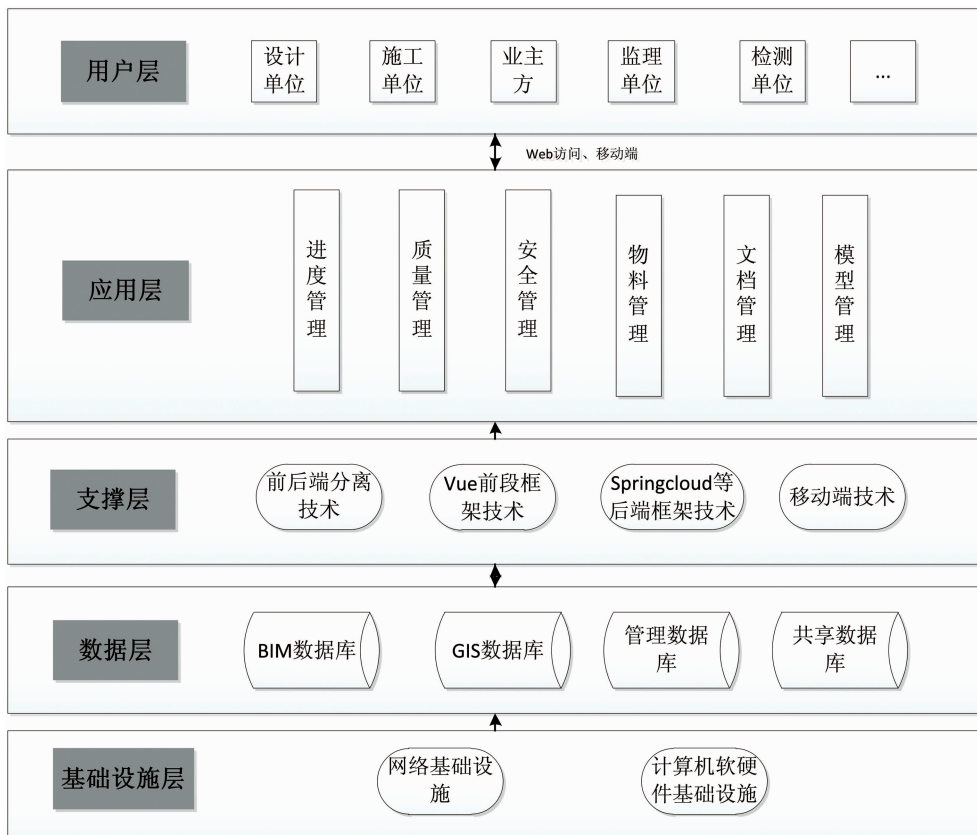 用户层
设计
单位
施工
单位
业主
方
监理
单位
检测
单位
...
Web访问、移动端
应用层
进度管理
质量管理
安全管理
物料管理
文档管理
模型管理
支撑层
前后端分离
技术
Vue前段框
架技术
Springcloud等
后端框架技术
移动端技术
数据层
BIM数据库
GIS数据库
管理数据
库
共享数据
库
基础设施层
网络基础设
施
计算机软硬
件基础设施